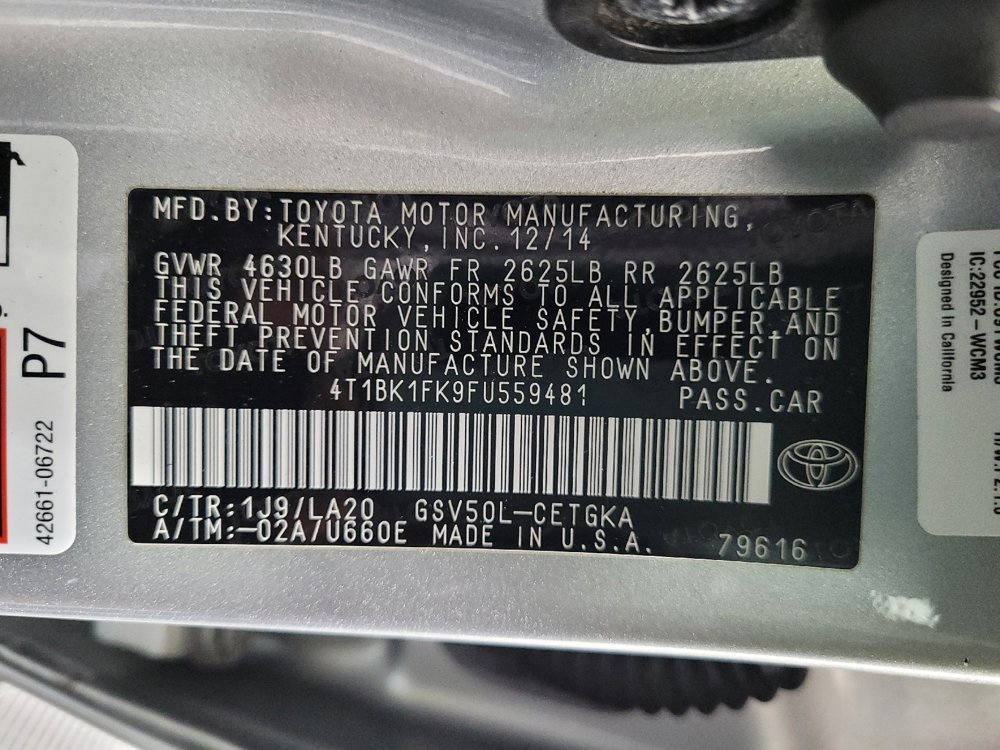 MFD.BY:TOYOTA MOTOR MANUFACTURING,
KENTUCKY,INC.12/14
GVWR 4630LB GAWR FR 2625LB RR 2625LB
THIS VEHICLE CONFORMS TO ALL APPLICABLE
FEDERAL MOTOR VEHICLE SAFETY,BUMPER,AND
THEFT PREVENTION STANDARDS IN EFFECT ON
THE DATE OF MANUFACTURE SHOWN ABOVE.
4T1BK1FK9FU559481 PASS.CAR
C/TR:1J9/LA20 GSV50L-CETGKA
A/TM:-02A/U660E MADE IN U.S.A. 79616
P7
42661-06722
IC:22952-WCM3
Designed in California